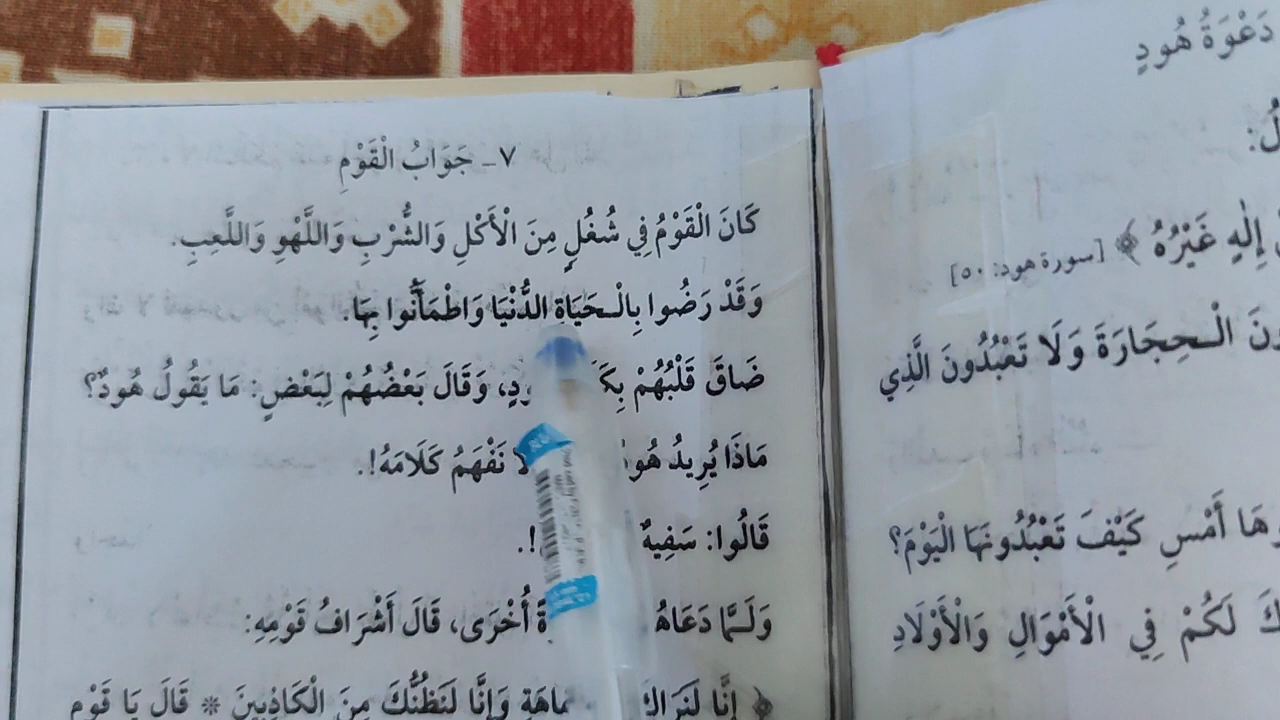 دَعْوَةُ هُودٍ
إِلَٰهٍ غَيْرُهُ ﴾ [سورة هود: ٥٠]
الْحِجَارَةَ وَلَا تَعْبُدُونَ الَّذِي
أَمْسِ كَيْفَ تَعْبُدُونَهَا الْيَوْمَ؟
لَكُمْ فِي الْأَمْوَالِ وَالْأَوْلَادِ
٧ـ جَوَابُ الْقَوْمِ
كَانَ الْقَوْمُ فِي شُغُلٍ مِنَ الْأَكْلِ وَالشُّرْبِ وَاللَّهْوِ وَاللَّعِبِ.
وَقَدْ رَضُوا بِالْحَيَاةِ الدُّنْيَا وَاطْمَأَنُّوا بِهَا.
ضَاقَ قَلْبُهُمْ وَقَالَ بَعْضُهُمْ لِبَعْضٍ: مَا يَقُولُ هُودٌ؟
مَاذَا يُرِيدُ نَفْهَمُ كَلَامَهُ!.
قَالُوا: سَفِيهٌ !.
وَلَمَّا دَعَاهُ أُخْرَى، قَالَ أَشْرَافُ قَوْمِهِ:
﴿ إِنَّا لَنَرَاكَ وَإِنَّا لَنَظُنُّكَ مِنَ الْكَاذِبِينَ * قَالَ يَا قَوْمِ